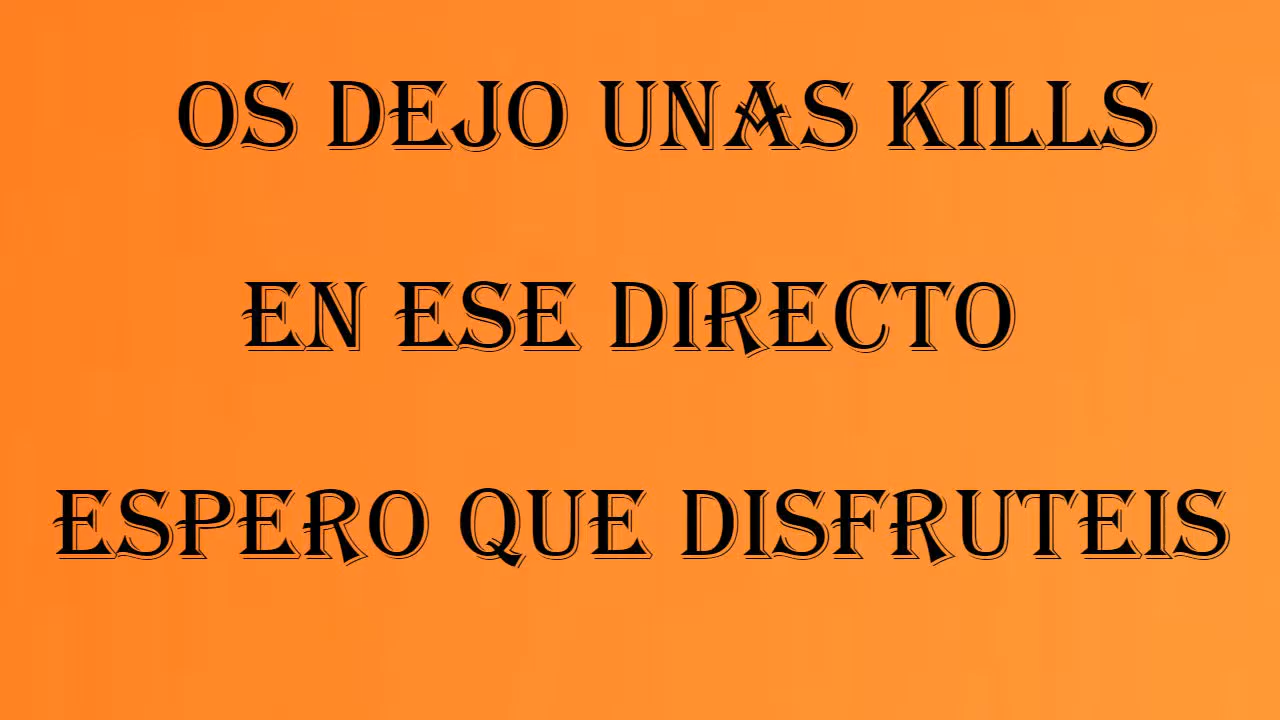 OS DEJO UNAS KILLS
EN ESE DIRECTO
ESPERO QUE DISFRUTEIS